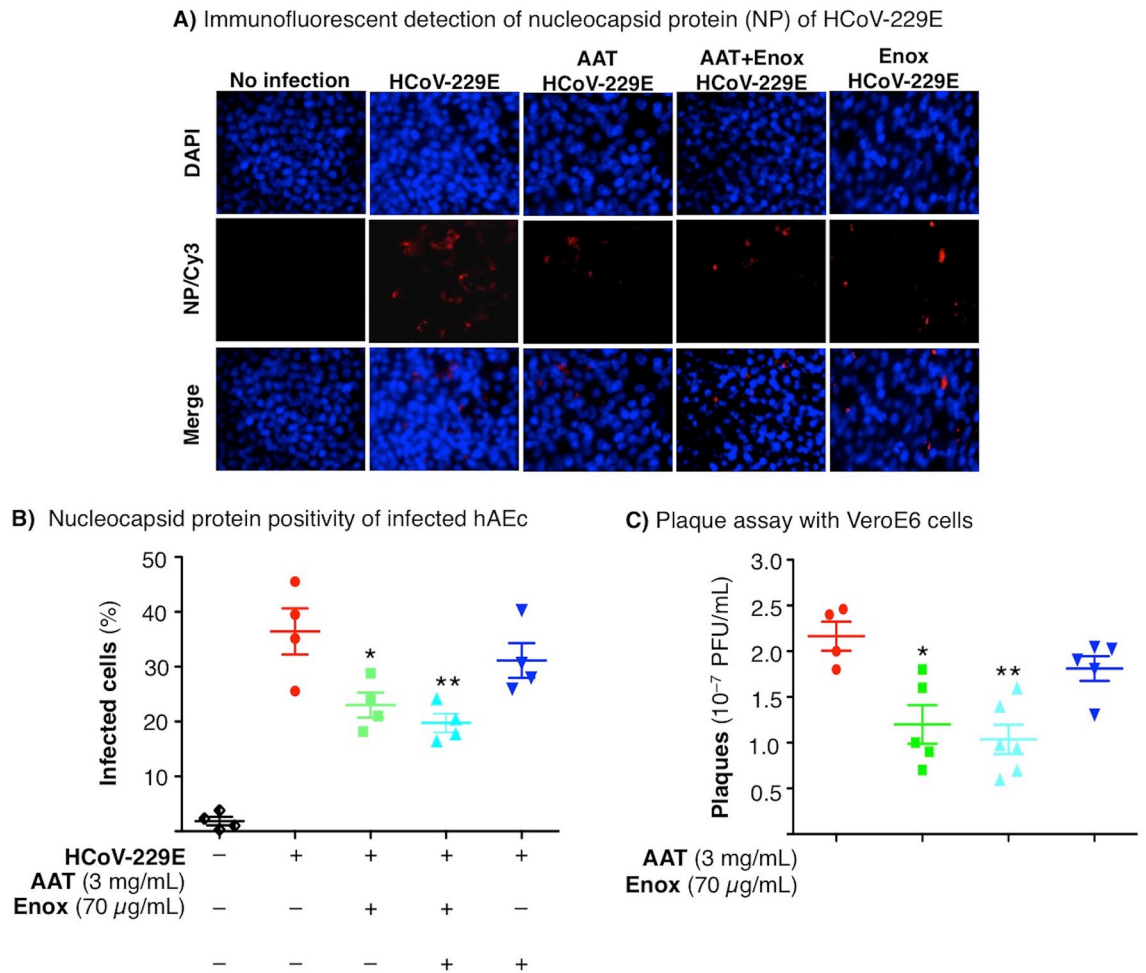 A) Immunofluorescent detection of nucleocapsid protein (NP) of HCoV-229E
No infection
HCoV-229E
AAT
HCoV-229E
AAT+Enox
HCoV-229E
Enox
HCoV-229E
DAPI
NP/Cy3
Merge
B) Nucleocapsid protein positivity of infected hAEc
Infected cells (%)
50
40
30
20
10
*
**
HCoV-229E − + + + +
AAT (3 mg/mL)
Enox (70 µg/mL) − − + + −
− − − + +
C) Plaque assay with VeroE6 cells
Plaques (10⁻⁷ PFU/mL)
3.0
2.5
2.0
1.5
1.0
0.5
*
**
AAT (3 mg/mL)
Enox (70 µg/mL)